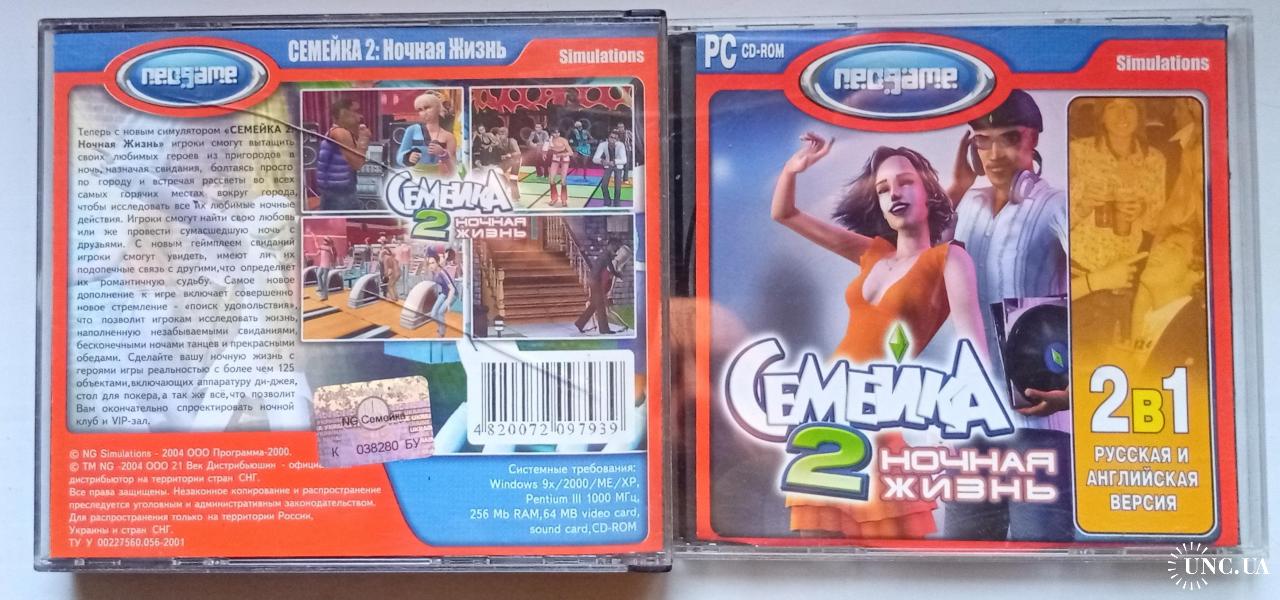 СЕМЕЙКА 2: Ночная Жизнь
Simulations
neogame
Теперь с новым симулятором «СЕМЕЙКА 2:
Ночная Жизнь» игроки смогут вытащить
своих любимых героев из пригородов в
ночь, назначая свидания, болтаясь просто
по городу и встречая рассветы во всех
самых горячих местах вокруг города,
чтобы исследовать все их любимые ночные
действия. Игроки смогут найти свою любовь
или же провести сумасшедшую ночь с
друзьями. С новым геймплеем свиданий
игроки смогут увидеть, имеют ли их
подопечные связь с другими,что определяет
их романтичную судьбу. Самое новое
дополнение к игре включает совершенно
новое стремление - «поиск удовольствия»,
что позволит игрокам исследовать жизнь,
наполненную незабываемыми свиданиями,
бесконечными ночами танцев и прекрасными
обедами. Сделайте вашу ночную жизнь с
героями игры реальностью с более чем 125
объектами,включающих аппаратуру ди-джея,
стол для покера,а так же все,что позволит
Вам окончательно спроектировать ночной
клуб и VIP-зал.
СЕМЕЙКА
2 НОЧНАЯ
ЖИЗНЬ
NG Семейка
К 038280 БУ
4 820072 097939
© NG Simulations - 2004 ООО Программа-2000.
© TM NG -2004 ООО 21 Век Дистрибьюшин - офици
дистрибьютор на территории стран СНГ.
Все права защищены. Незаконное копирование и распространение
преследуется уголовным и административным законодательством.
Для распространения только на территории России,
Украины и стран СНГ.
ТУ У 00227560.056-2001
Системные требования:
Windows 9x/2000/ME/XP,
Pentium III 1000 МГц,
256 Mb RAM,64 MB video card,
sound card,CD-ROM
PC CD-ROM
neogame
Simulations
СЕМЕЙКА
2 НОЧНАЯ
ЖИЗНЬ
2в1
РУССКАЯ И
АНГЛИЙСКАЯ
ВЕРСИЯ
UNC.UA